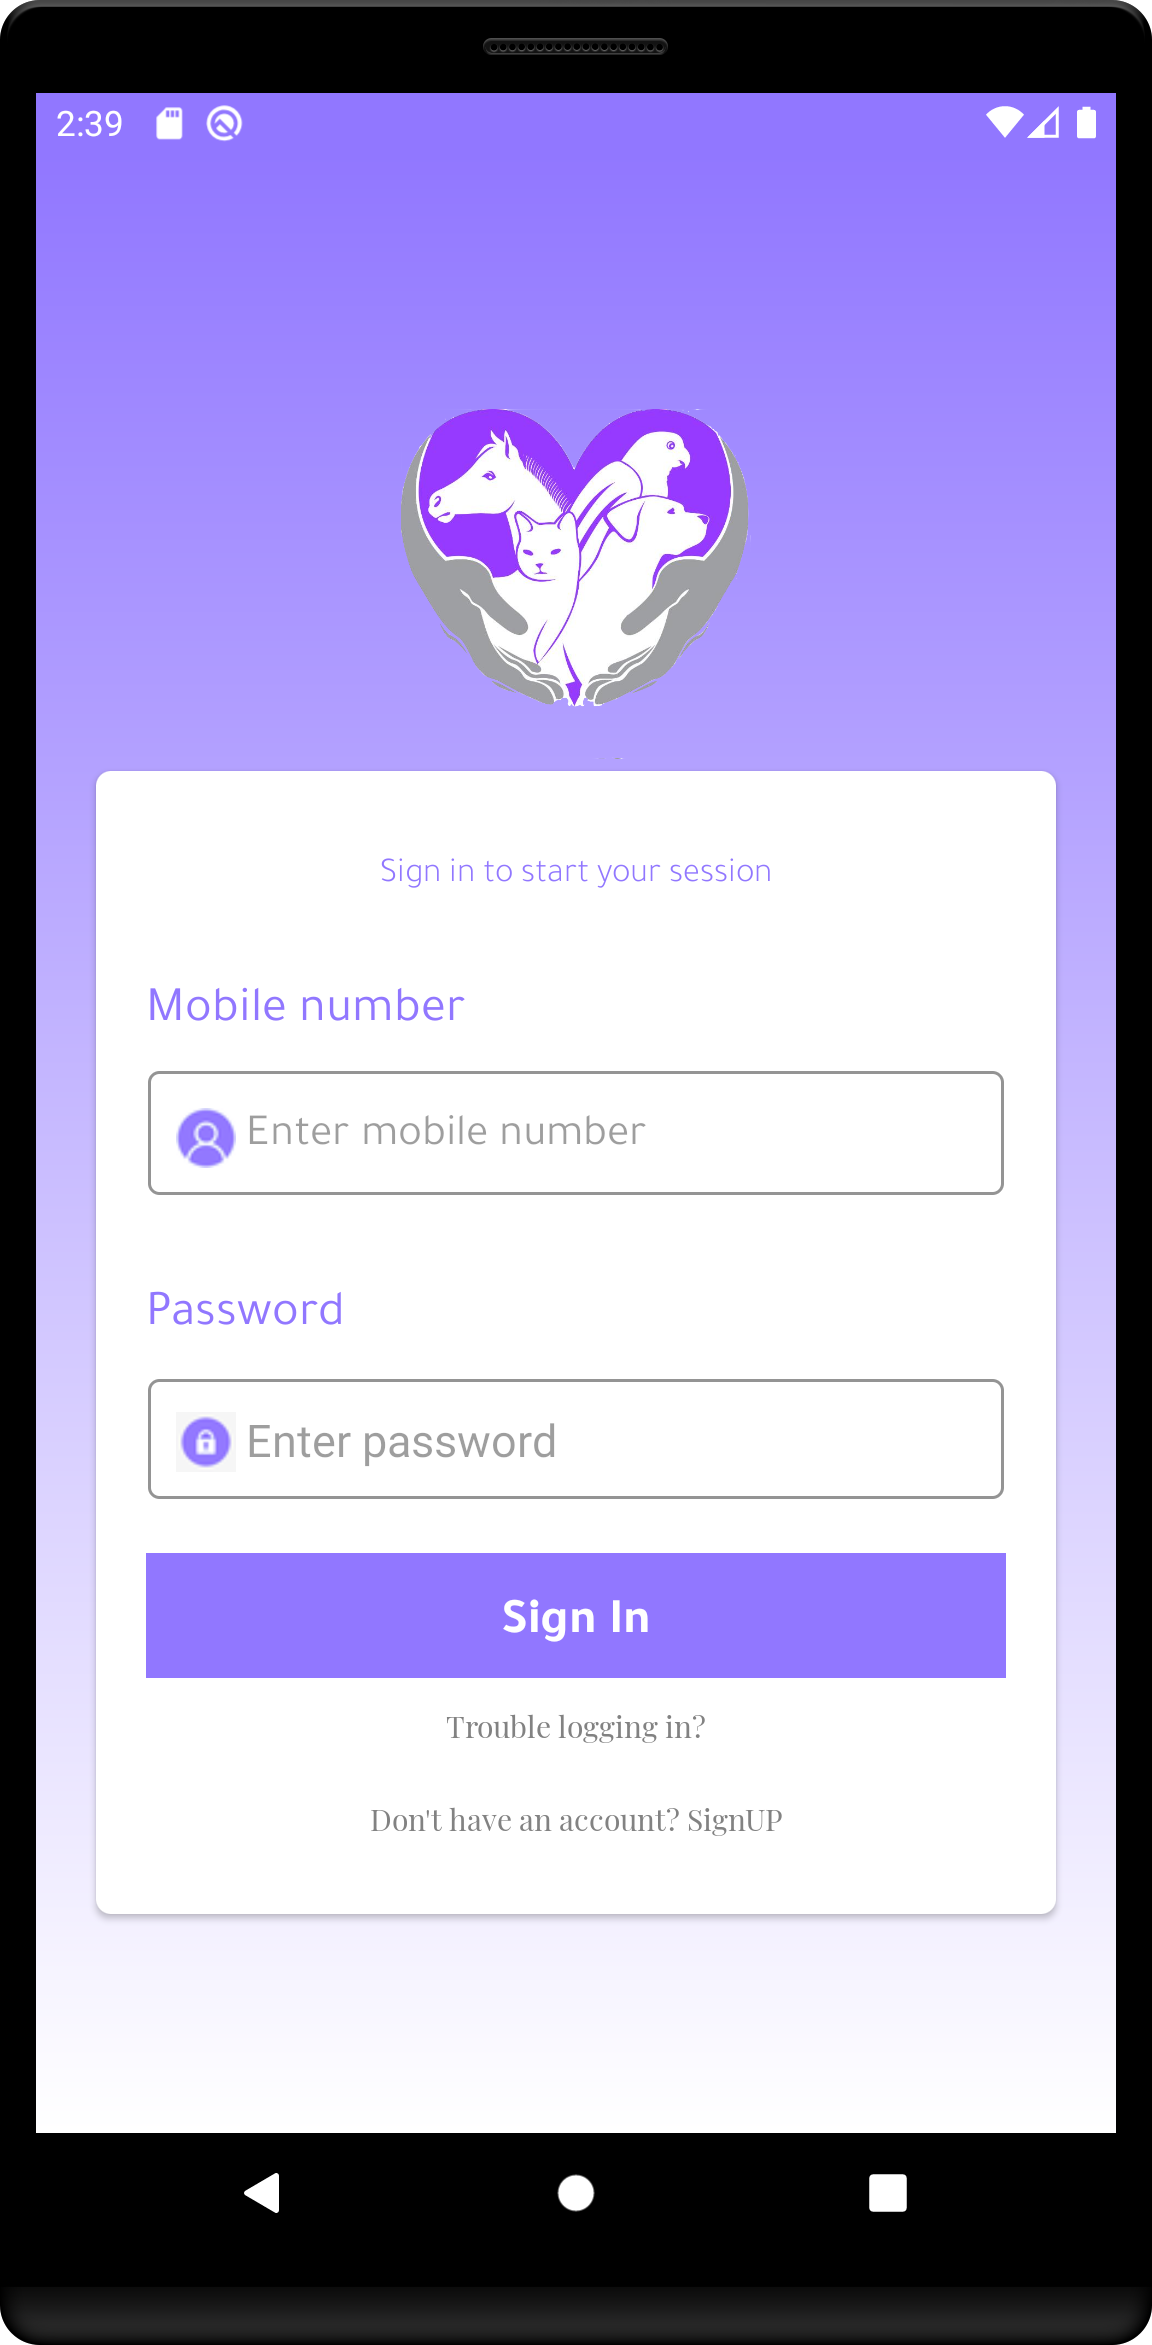 2:39
Sign in to start your session
Mobile number
Enter mobile number
Password
Enter password
Sign In
Trouble logging in?
Don't have an account? SignUP